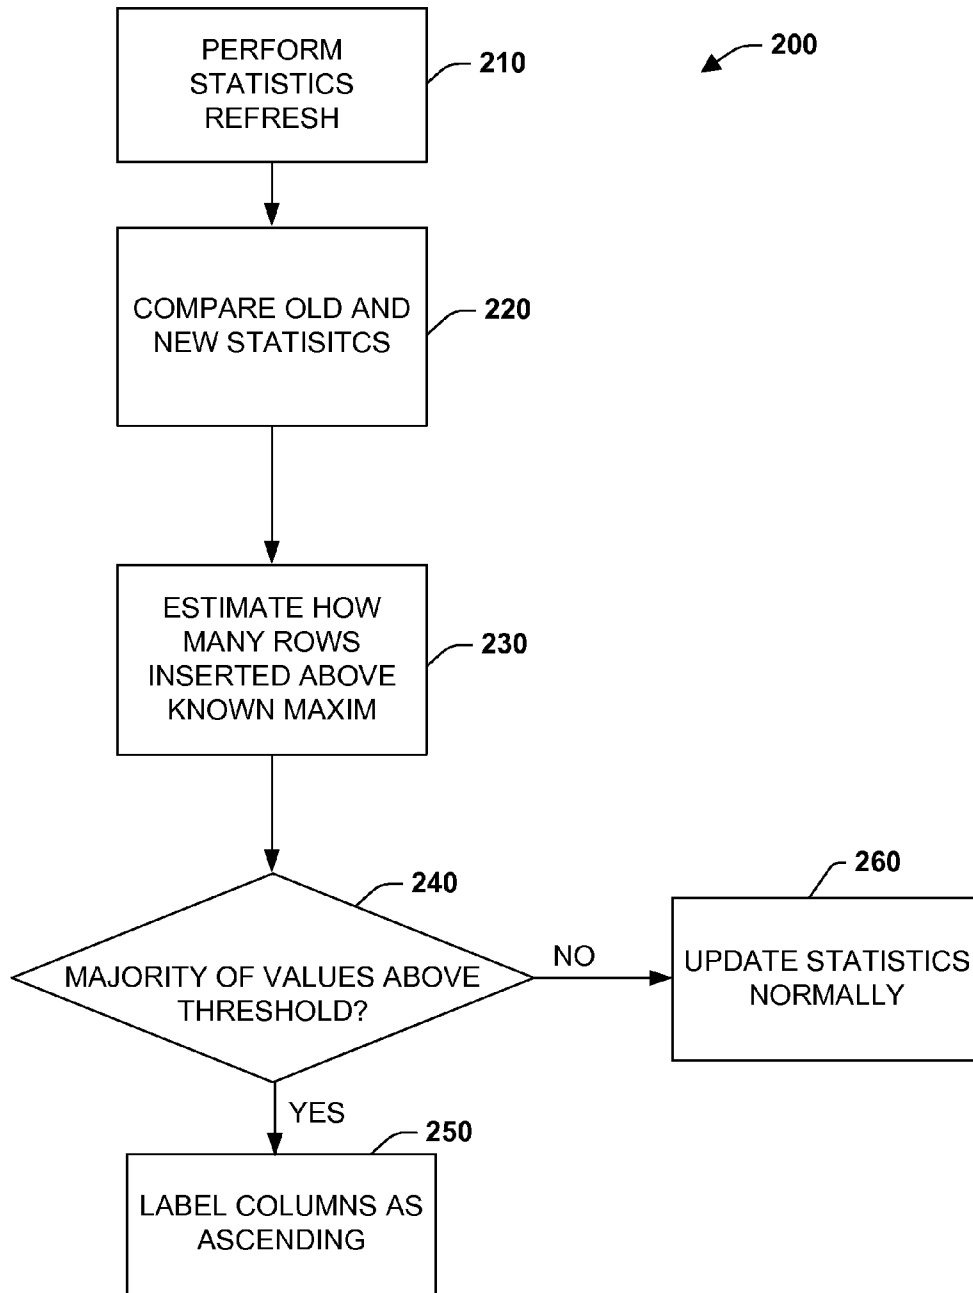 PERFORM
STATISTICS
REFRESH
210
200
COMPARE OLD AND
NEW STATISITCS
220
ESTIMATE HOW
MANY ROWS
INSERTED ABOVE
KNOWN MAXIM
230
240
MAJORITY OF VALUES ABOVE
THRESHOLD?
NO
260
UPDATE STATISTICS
NORMALLY
YES
250
LABEL COLUMNS AS
ASCENDING